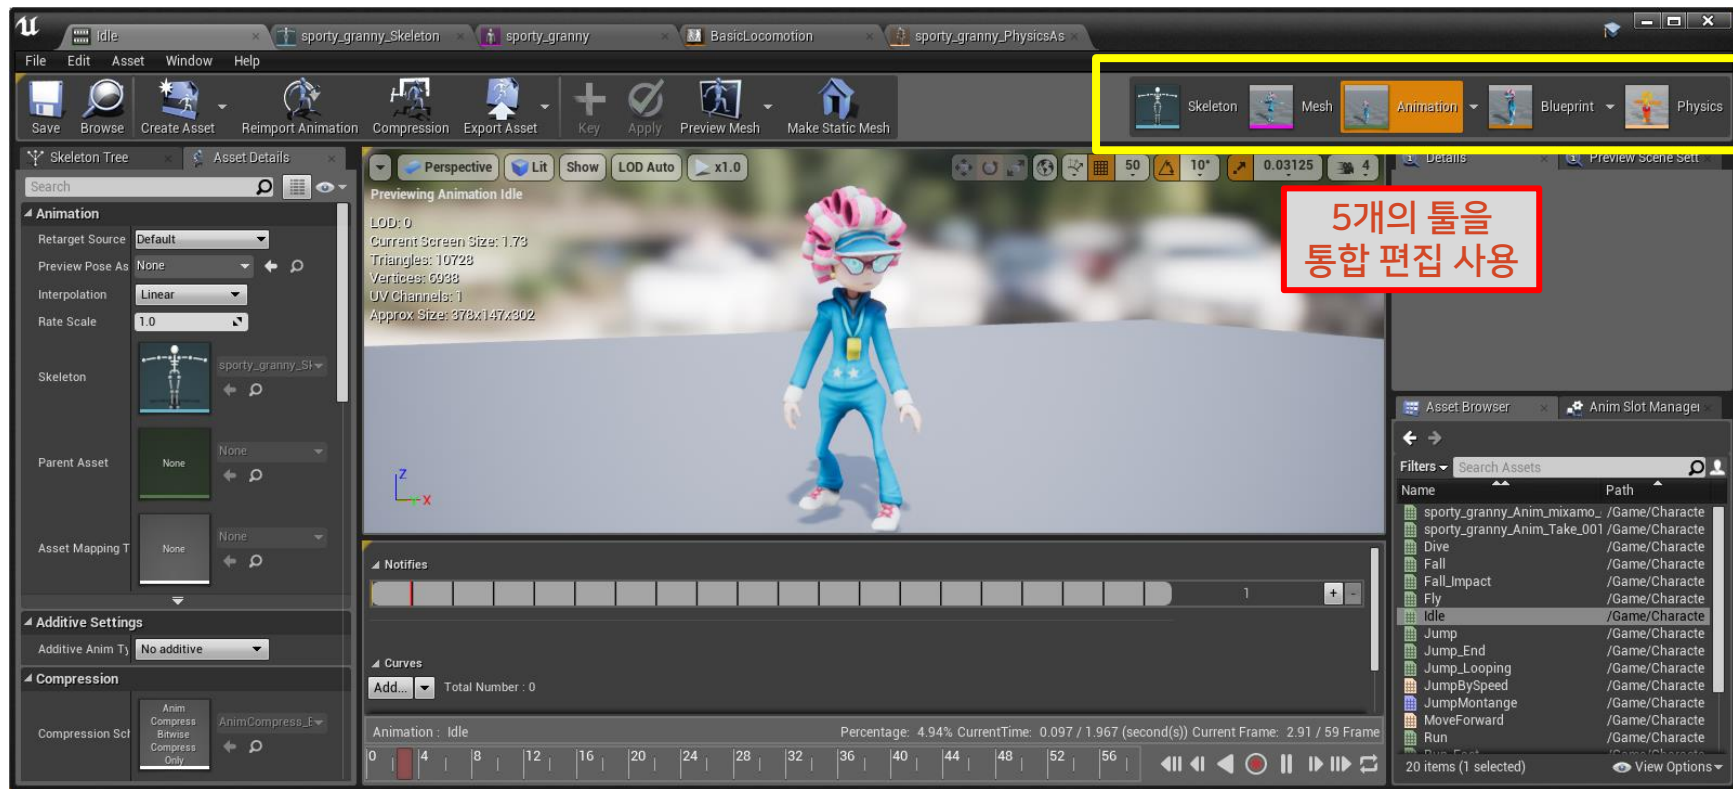 Idle
sporty_granny_Skeleton
sporty_granny
BasicLocomotion
sporty_granny_PhysicsAs
File Edit Asset Window Help
Save
Browse
Create Asset
Reimport Animation
Compression
Export Asset
Key
Apply
Preview Mesh
Make Static Mesh
Skeleton
Mesh
Animation
Blueprint
Physics
Skeleton Tree
Asset Details
Search
Animation
Retarget Source Default
Preview Pose As None
Interpolation Linear
Rate Scale 1.0
Skeleton
sporty_granny_Sk
Parent Asset None None
Asset Mapping T None None
Additive Settings
Additive Anim Ty No additive
Compression
Compression Sch
Anim
Compress
Bitwise
Compress
Only
AnimCompress_E
Perspective Lit Show LOD Auto x1.0
50 10° 0.03125 4
Previewing Animation Idle
LOD: 0
Current Screen Size: 1.73
Triangles: 10728
Vertices: 6938
UV Channels: 1
Approx Size: 378x147x302
Z
Y X
Notifies
1 + -
Curves
Add... Total Number : 0
Animation : Idle
Percentage: 4.94% CurrentTime: 0.097 / 1.967 (second(s)) Current Frame: 2.91 / 59 Frame
0 4 8 12 16 20 24 28 32 36 40 44 48 52 56
Details
Preview Scene Sett
5개의 툴을
통합 편집 사용
Asset Browser
Anim Slot Manager
Filters Search Assets
Name Path
sporty_granny_Anim_mixamo_ /Game/Characte
sporty_granny_Anim_Take_001 /Game/Characte
Dive /Game/Characte
Fall /Game/Characte
Fall_Impact /Game/Characte
Fly /Game/Characte
Idle /Game/Characte
Jump /Game/Characte
Jump_End /Game/Characte
Jump_Looping /Game/Characte
JumpBySpeed /Game/Characte
JumpMontange /Game/Characte
MoveForward /Game/Characte
Run /Game/Characte
Run_Fast /Game/Characte
20 items (1 selected)
View Options